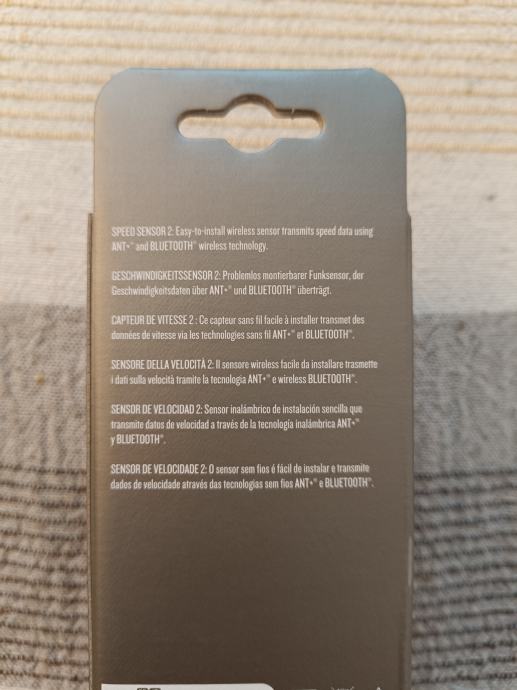 SPEED SENSOR 2: Easy-to-install wireless sensor transmits speed data using
ANT+™ and BLUETOOTH® wireless technology.
GESCHWINDIGKEITSSENSOR 2: Problemlos montierbarer Funksensor, der
Geschwindigkeitsdaten über ANT+™ und BLUETOOTH® überträgt.
CAPTEUR DE VITESSE 2 : Ce capteur sans fil facile à installer transmet des
données de vitesse via les technologies sans fil ANT+™ et BLUETOOTH®.
SENSORE DELLA VELOCITÀ 2: Il sensore wireless facile da installare trasmette
i dati sulla velocità tramite la tecnologia ANT+™ e wireless BLUETOOTH®.
SENSOR DE VELOCIDAD 2: Sensor inalámbrico de instalación sencilla que
transmite datos de velocidad a través de la tecnología inalámbrica ANT+™
y BLUETOOTH®.
SENSOR DE VELOCIDADE 2: O sensor sem fios é fácil de instalar e transmite
dados de velocidade através das tecnologias sem fios ANT+™ e BLUETOOTH®.